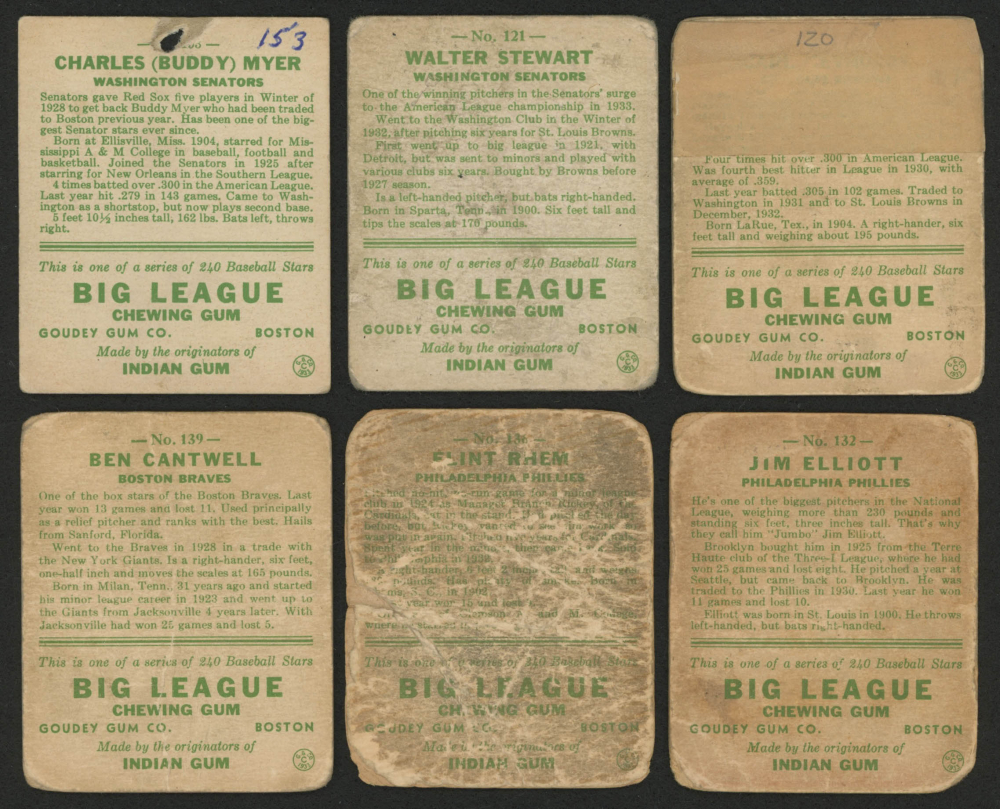 153
CHARLES (BUDDY) MYER
WASHINGTON SENATORS
Senators gave Red Sox five players in Winter of
1928 to get back Buddy Myer who had been traded
to Boston previous year. Has been one of the big-
gest Senator stars ever since.
Born at Ellisville, Miss. 1904, starred for Mis-
sissippi A & M College in baseball, football and
basketball. Joined the Senators in 1925 after
starring for New Orleans in the Southern League.
4 times batted over .300 in the American League.
Last year hit .279 in 143 games. Came to Wash-
ington as a shortstop, but now plays second base.
5 feet 10½ inches tall, 162 lbs. Bats left, throws
right.
This is one of a series of 240 Baseball Stars
BIG LEAGUE
CHEWING GUM
GOUDEY GUM CO. BOSTON
Made by the originators of
INDIAN GUM
— No. 121 —
WALTER STEWART
WASHINGTON SENATORS
One of the winning pitchers in the Senators' surge
to the American League championship in 1933.
Went to the Washington Club in the Winter of
1932, after pitching six years for St. Louis Browns.
First went up to big league in 1921, with
Detroit, but was sent to minors and played with
various clubs six years. Bought by Browns before
1927 season.
Is a left-handed pitcher, but bats right-handed.
Born in Sparta, Tenn., in 1900. Six feet tall and
tips the scales at 176 pounds.
This is one of a series of 240 Baseball Stars
BIG LEAGUE
CHEWING GUM
GOUDEY GUM CO. BOSTON
Made by the originators of
INDIAN GUM
120
Four times hit over .300 in American League.
Was fourth best hitter in League in 1930, with
average of .359.
Last year batted .305 in 102 games. Traded to
Washington in 1931 and to St. Louis Browns in
December, 1932.
Born LaRue, Tex., in 1904. A right-hander, six
feet tall and weighing about 195 pounds.
This is one of a series of 240 Baseball Stars
BIG LEAGUE
CHEWING GUM
GOUDEY GUM CO. BOSTON
Made by the originators of
INDIAN GUM
— No. 139 —
BEN CANTWELL
BOSTON BRAVES
One of the box stars of the Boston Braves. Last
year won 13 games and lost 11. Used principally
as a relief pitcher and ranks with the best. Hails
from Sanford, Florida.
Went to the Braves in 1928 in a trade with
the New York Giants. Is a right-hander, six feet,
one-half inch and moves the scales at 165 pounds.
Born in Milan, Tenn., 31 years ago and started
his minor league career in 1923 and went up to
the Giants from Jacksonville 4 years later. With
Jacksonville had won 25 games and lost 5.
This is one of a series of 240 Baseball Stars
BIG LEAGUE
CHEWING GUM
GOUDEY GUM CO. BOSTON
Made by the originators of
INDIAN GUM
— No.
FLINT RHEM
PHILADELPHIA PHILLIES
This is one of a series of 240 Baseball Stars
BIG LEAGUE
CHEWING GUM
GOUDEY GUM CO. BOSTON
Made by the originators of
INDIAN GUM
— No. 132 —
JIM ELLIOTT
PHILADELPHIA PHILLIES
He's one of the biggest pitchers in the National
League, weighing more than 230 pounds and
standing six feet, three inches tall. That's why
they call him "Jumbo" Jim Elliott.
Brooklyn bought him in 1925 from the Terre
Haute club of the Three-I League, where he had
won 25 games and lost eight. He pitched a year at
Seattle, but came back to Brooklyn. He was
traded to the Phillies in 1930. Last year he won
11 games and lost 10.
Elliott was born in St. Louis in 1900. He throws
left-handed, but bats right-handed.
This is one of a series of 240 Baseball Stars
BIG LEAGUE
CHEWING GUM
GOUDEY GUM CO. BOSTON
Made by the originators of
INDIAN GUM